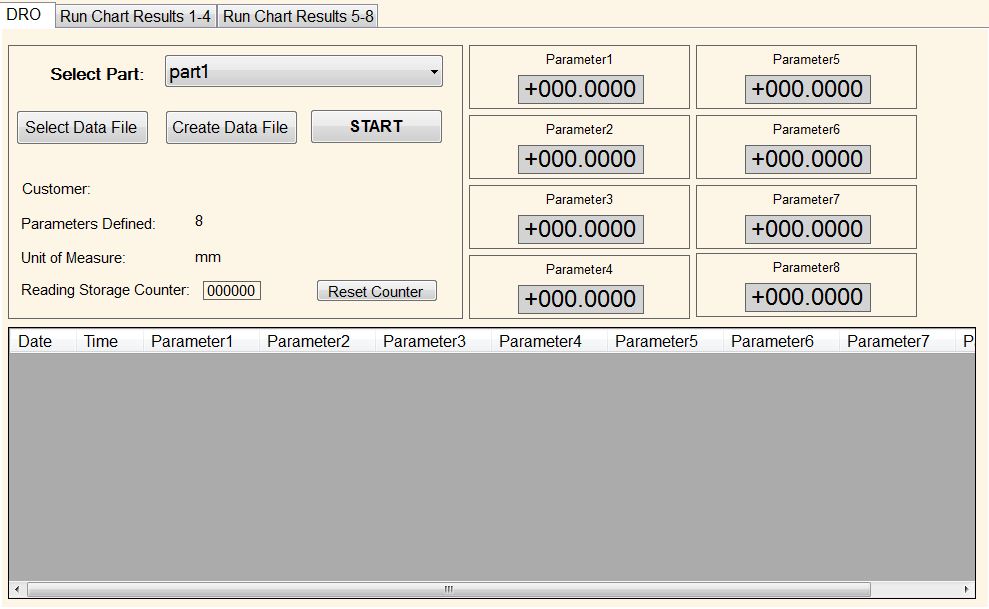 DRO Run Chart Results 1-4 Run Chart Results 5-8
Select Part: part1
Select Data File Create Data File START
Customer:
Parameters Defined: 8
Unit of Measure: mm
Reading Storage Counter: 000000 Reset Counter
Parameter1
+000.0000
Parameter2
+000.0000
Parameter3
+000.0000
Parameter4
+000.0000
Parameter5
+000.0000
Parameter6
+000.0000
Parameter7
+000.0000
Parameter8
+000.0000
Date Time Parameter1 Parameter2 Parameter3 Parameter4 Parameter5 Parameter6 Parameter7 P